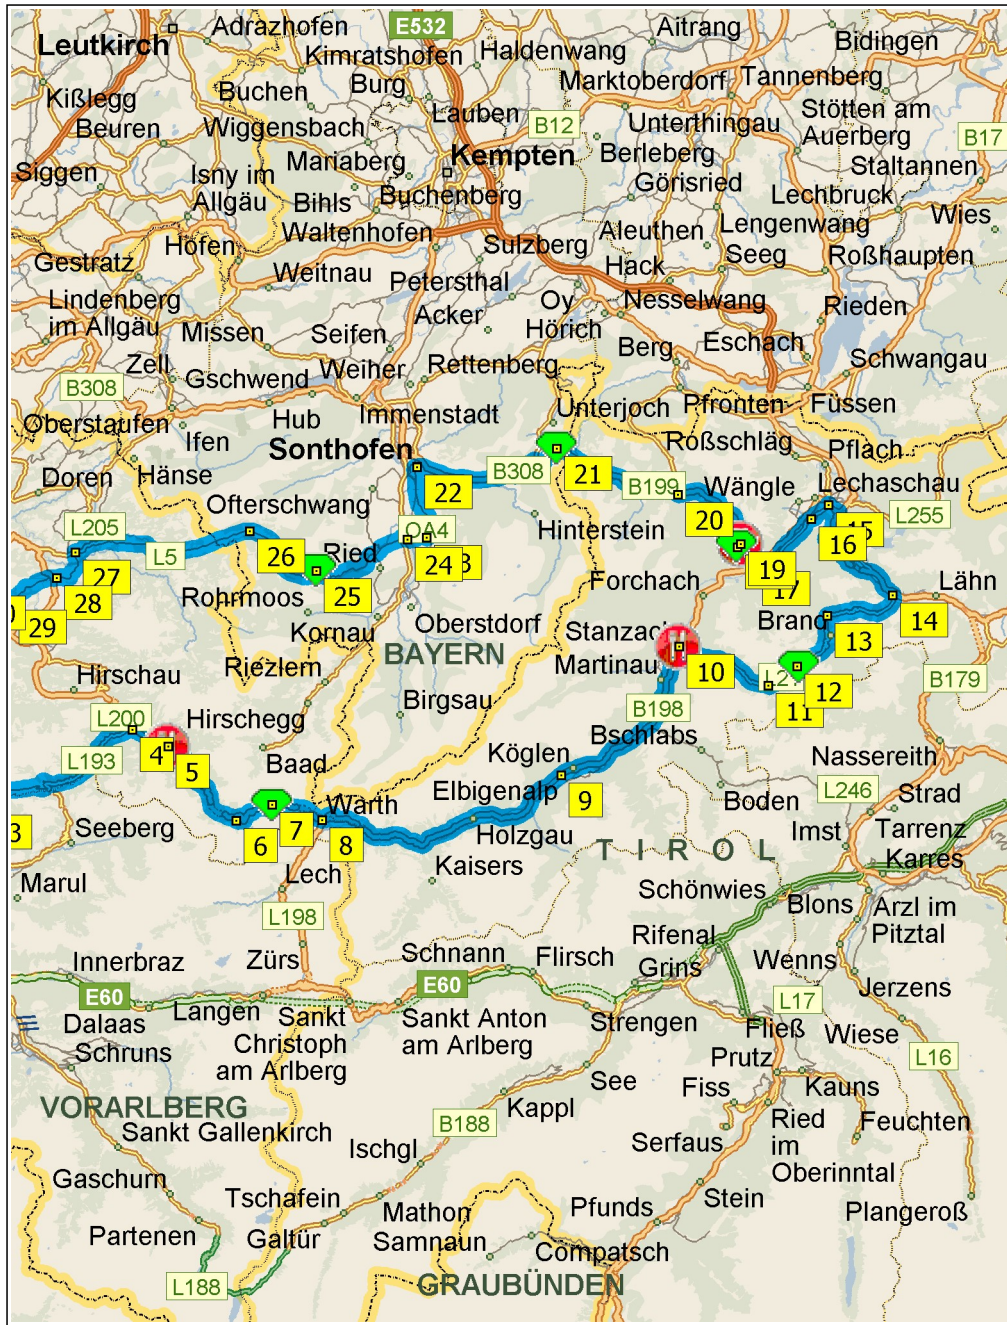 E532
Adrazhofen
Aitrang
Leutkirch
Bidingen
Kimratshofen
Haldenwang
Burg
Marktoberdorf
Tannenberg
Kißlegg
Buchen
Stötten am
Auerberg
Lauben
B12
Unterthingau
Beuren
Wiggensbach
B17
Mariaberg
Kempten
Berleberg
Staltannen
Siggen
Isny im
Allgäu
Buchenberg
Görisried
Lechbruck
Bihls
Wies
Waltenhofen
Aleuthen
Lengenwang
Höfen
Sulzberg
Seeg
Roßhaupten
Gestratz
Weitnau
Petersthal
Hack
Lindenberg
im Allgäu
Oy
Nesselwang
Rieden
Acker
Hörich
Missen
Seifen
Eschach
Berg
Zell
Rettenberg
Schwangau
B308
Gschwend
Weiher
Hub
Immenstadt
Unterjoch
Pfronten
Füssen
Oberstaufen
Ifen
Sonthofen
Roßschläg
Pflach
Hänse
Doren
B308
21
B199
Wängle
Lechaschau
22
Ofterschwang
L255
L205
Hinterstein
20
15
16
L5
OA4
26
Ried
24
3
19
27
17
Forchach
Lähn
28
Rohrmoos
25
Brand
14
29
Kornau
Oberstdorf
Stanzach
13
BAYERN
Martinau
10
Riezlern
12
Hirschau
11
B179
Birgsau
B198
L200
Hirschegg
Bschlabs
4
L193
5
Baad
Köglen
Nassereith
Elbigenalp
9
Boden
L246
Strad
Warth
3
Seeberg
6
7
8
Holzgau
Imst
Tarrenz
TIROL
Karres
Kaisers
Marul
Lech
Schönwies
Blons
Arzl im
Pitztal
L198
Rifenal
Innerbraz
Zürs
Schnann
Flirsch
Grins
Wenns
E60
E60
Jerzens
L17
Langen
Sankt
Christoph
am Arlberg
Sankt Anton
am Arlberg
Strengen
Fließ
Wiese
Dalaas
Schruns
Prutz
L16
See
Fiss
Kauns
VORARLBERG
Kappl
Ried
im
Oberinntal
Feuchten
B188
Sankt Gallenkirch
Serfaus
Ischgl
Gaschurn
Stein
Tschafein
Mathon
Pfunds
Plangeroß
Partenen
Galtür
Samnaun
Compatsch
L188
GRAUBÜNDEN